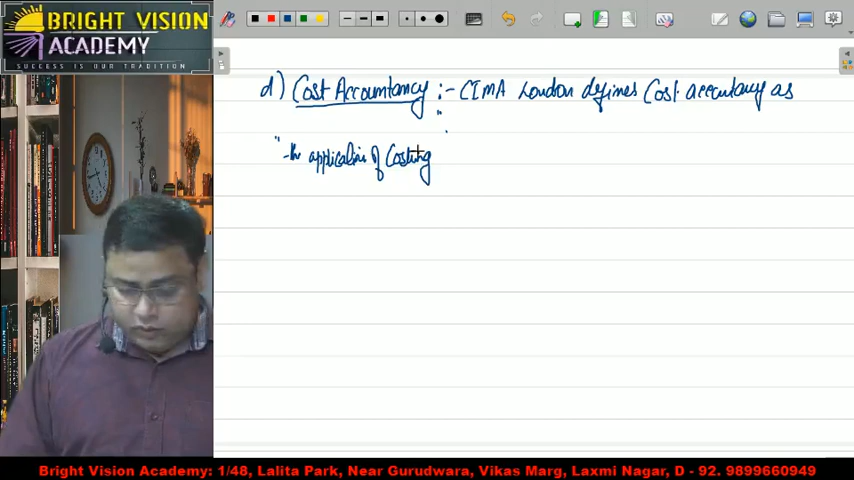 BRIGHT VISION
ACADEMY
SUCCESS IS OUR TRADITION
d) Cost Accountancy :- CIMA London defines Cost accountancy as
"the application of Costing
Bright Vision Academy: 1/48, Lalita Park, Near Gurudwara, Vikas Marg, Laxmi Nagar, D - 92. 9899660949